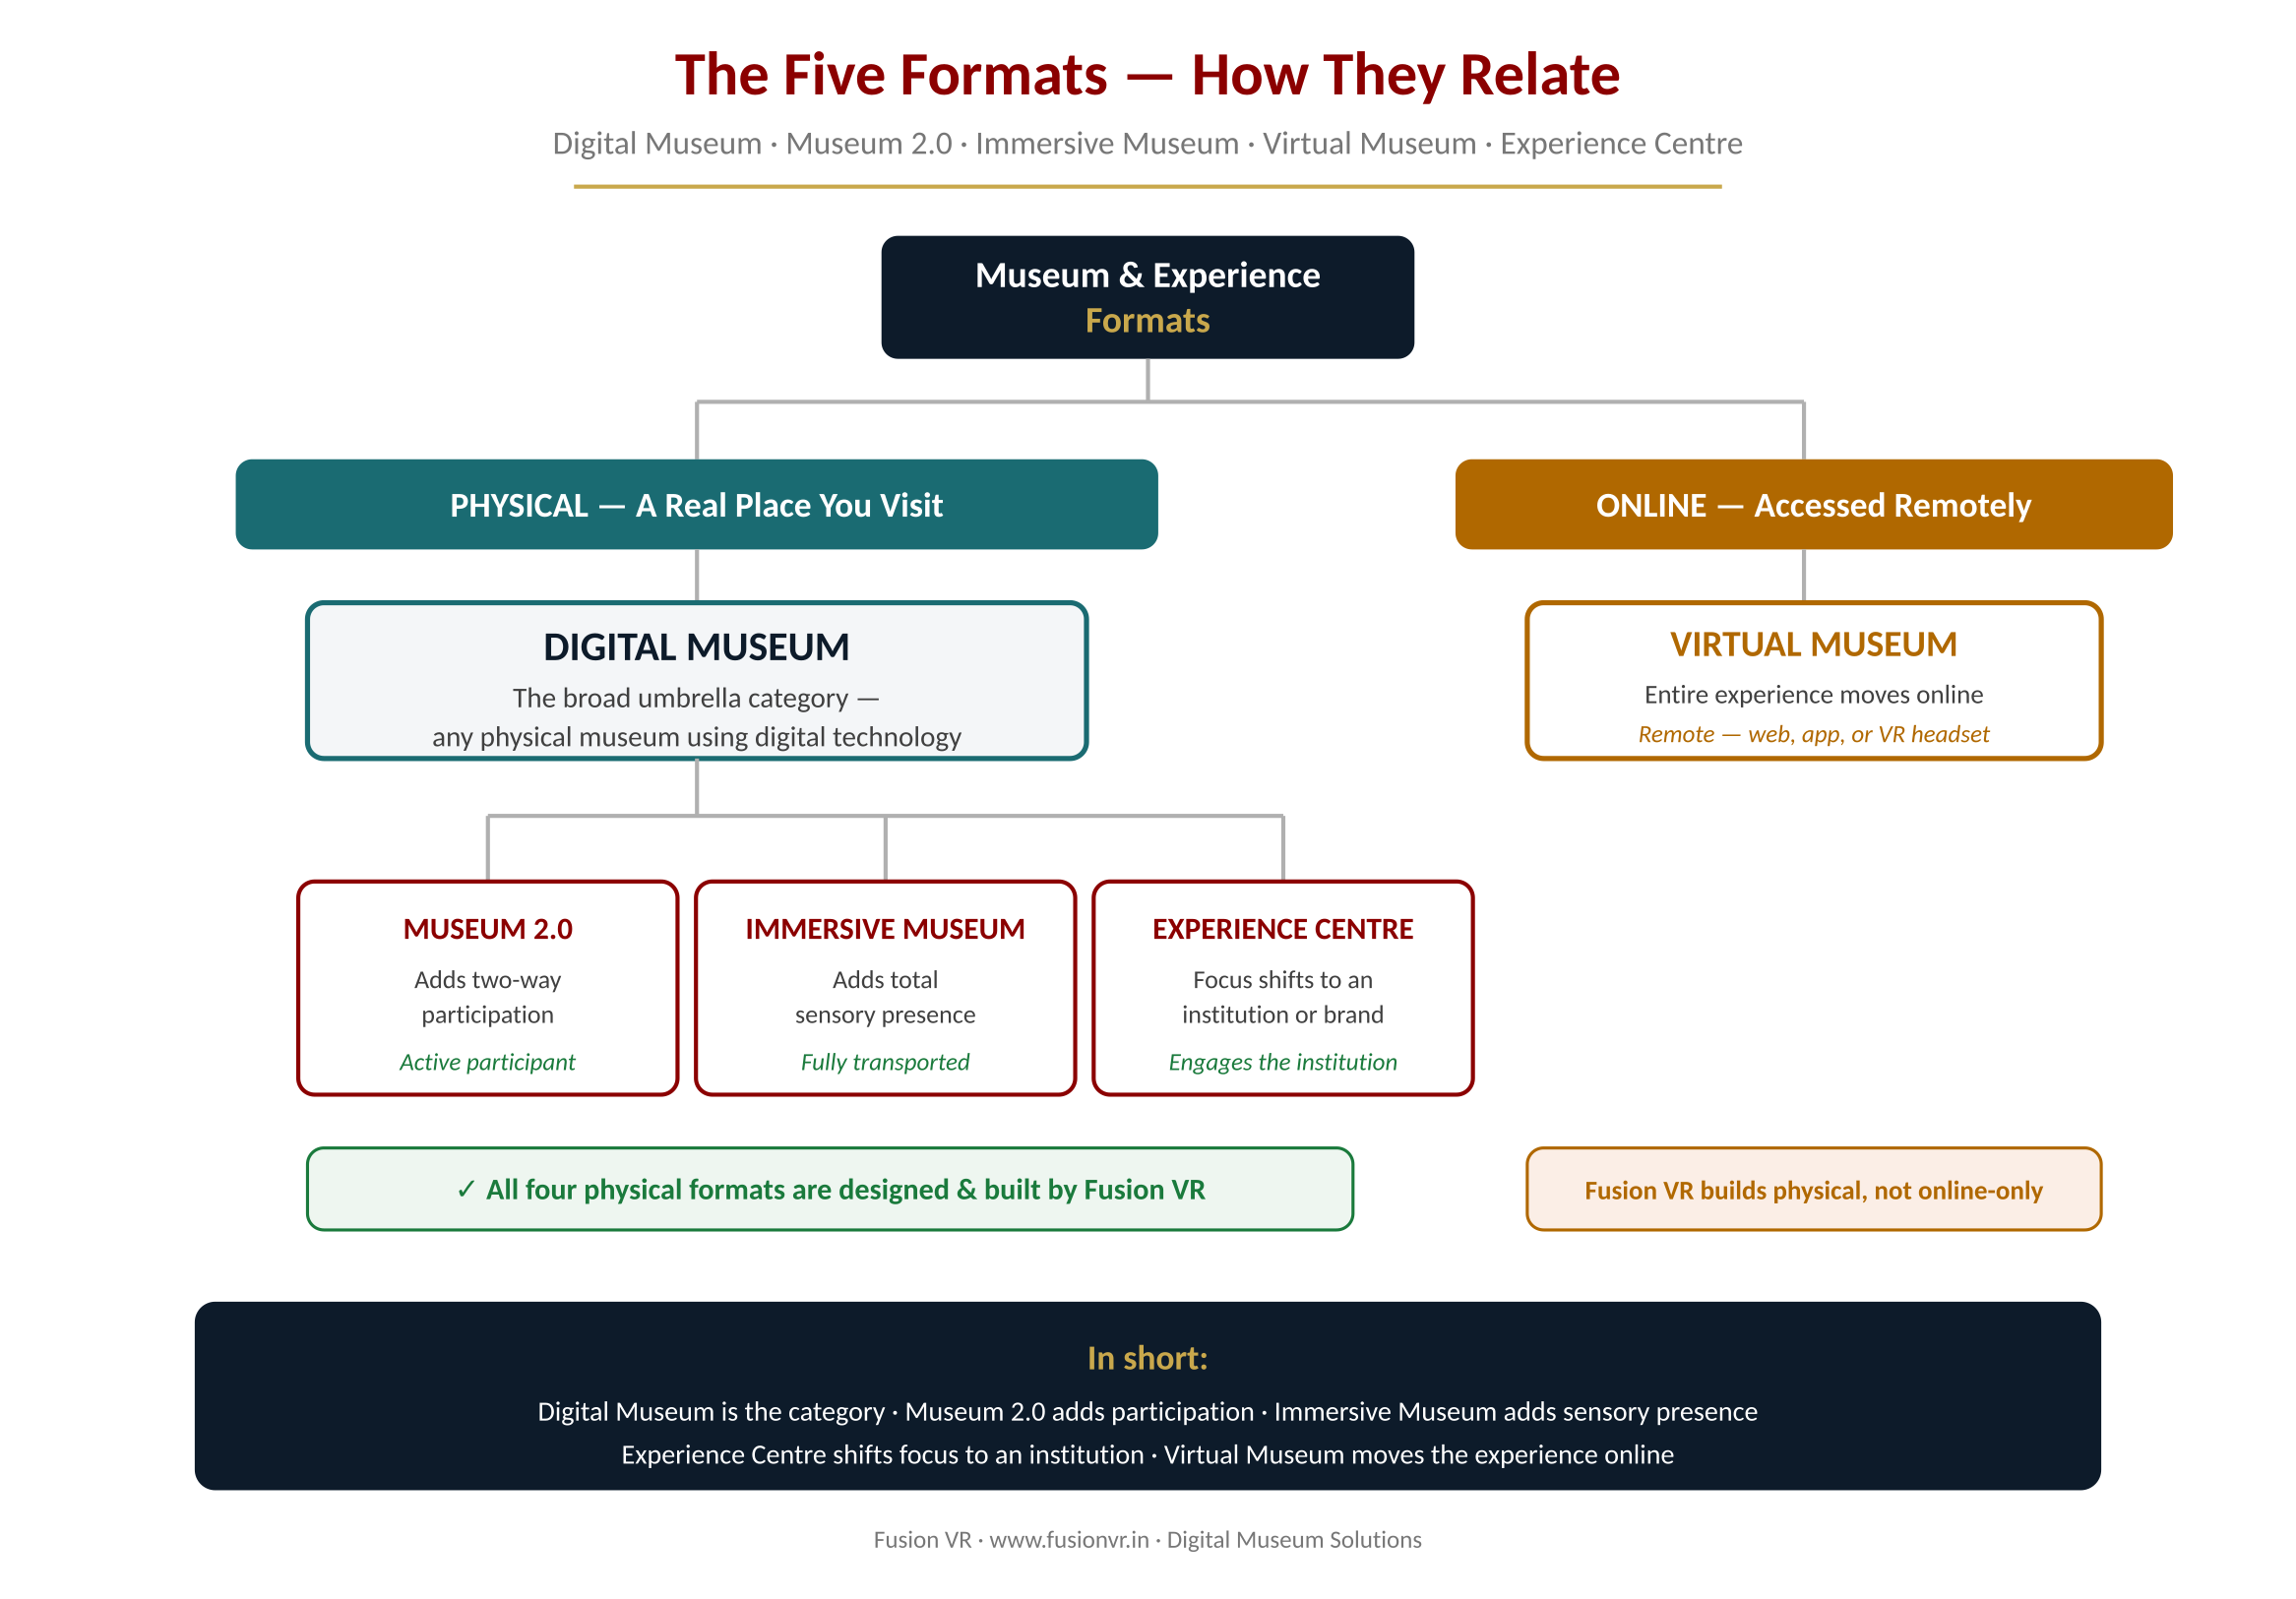 The Five Formats — How They Relate
Digital Museum · Museum 2.0 · Immersive Museum · Virtual Museum · Experience Centre
Museum & Experience
Formats
PHYSICAL — A Real Place You Visit
ONLINE — Accessed Remotely
DIGITAL MUSEUM
The broad umbrella category —
any physical museum using digital technology
VIRTUAL MUSEUM
Entire experience moves online
Remote — web, app, or VR headset
MUSEUM 2.0
Adds two-way
participation
Active participant
IMMERSIVE MUSEUM
Adds total
sensory presence
Fully transported
EXPERIENCE CENTRE
Focus shifts to an
institution or brand
Engages the institution
✓ All four physical formats are designed & built by Fusion VR
Fusion VR builds physical, not online-only
In short:
Digital Museum is the category · Museum 2.0 adds participation · Immersive Museum adds sensory presence
Experience Centre shifts focus to an institution · Virtual Museum moves the experience online
Fusion VR · www.fusionvr.in · Digital Museum Solutions